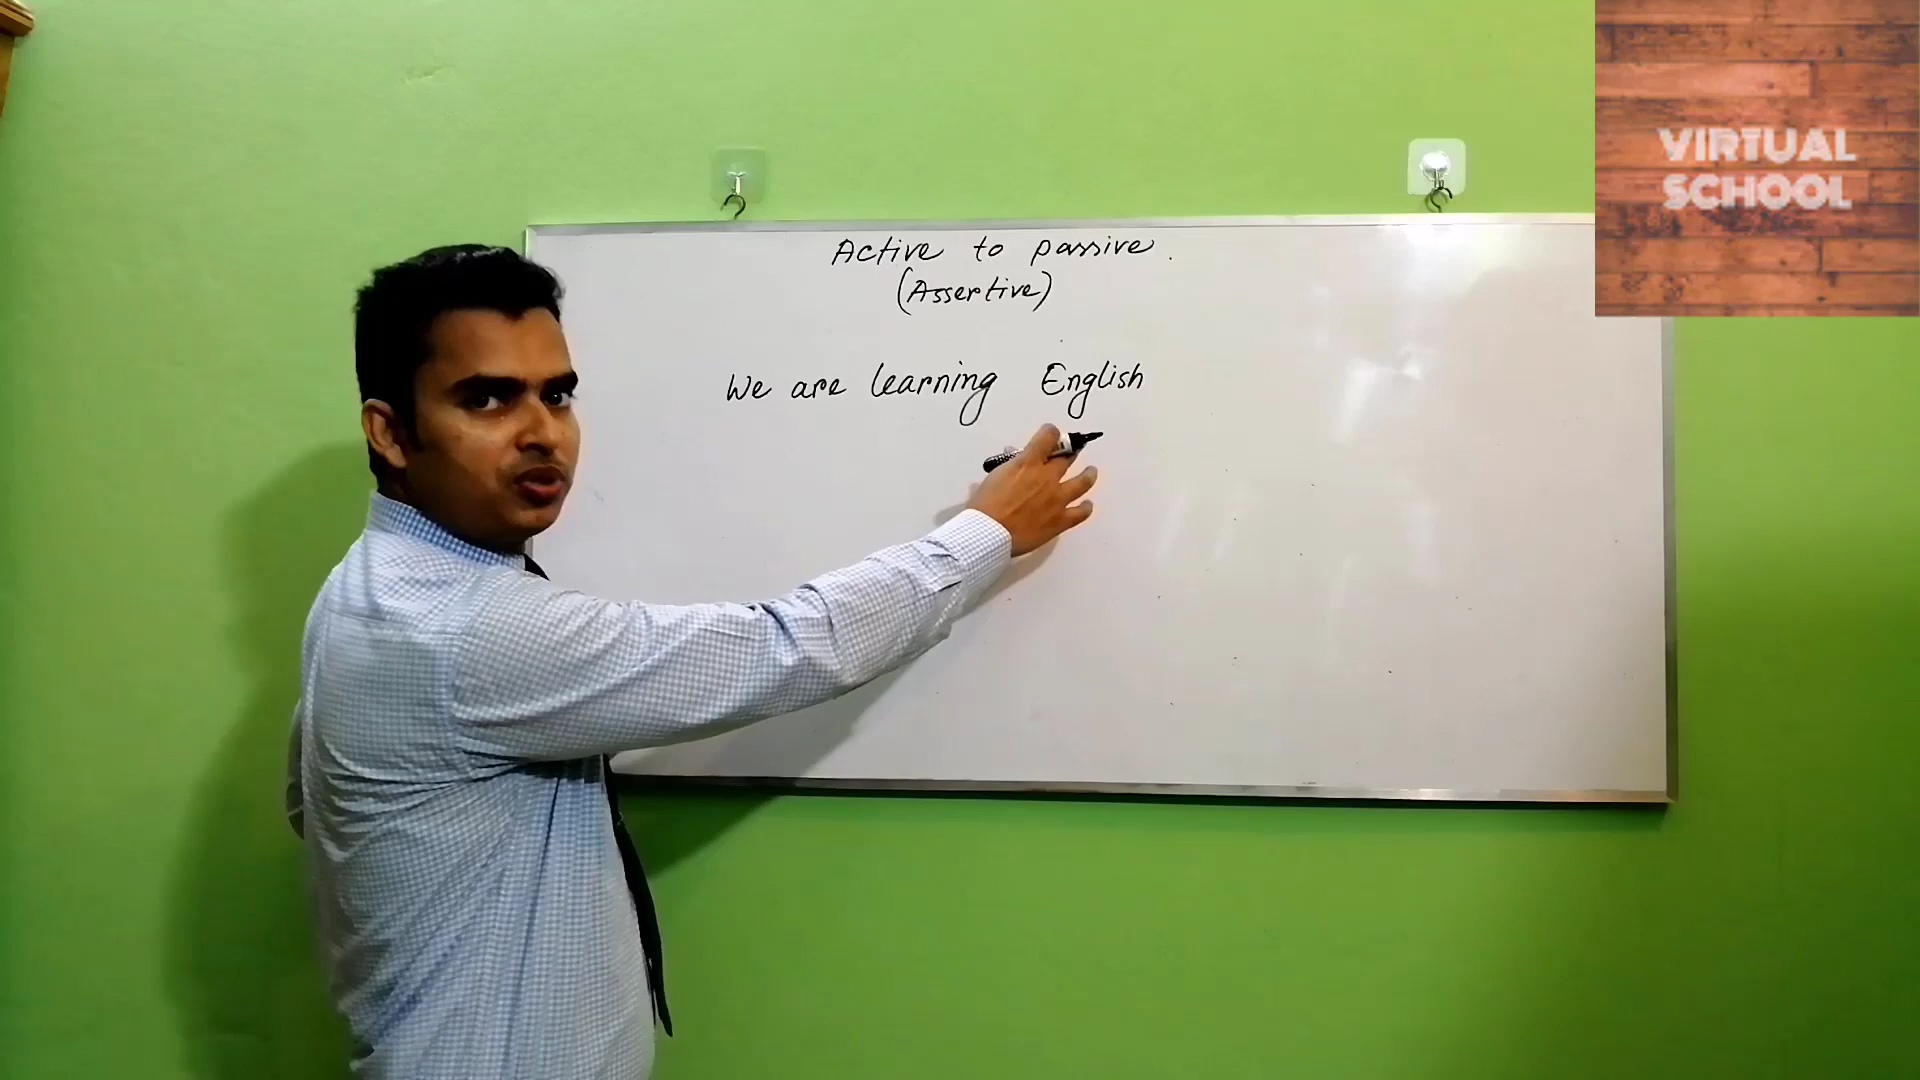 Active to passive.
(Assertive)
We are learning English
VIRTUAL
SCHOOL